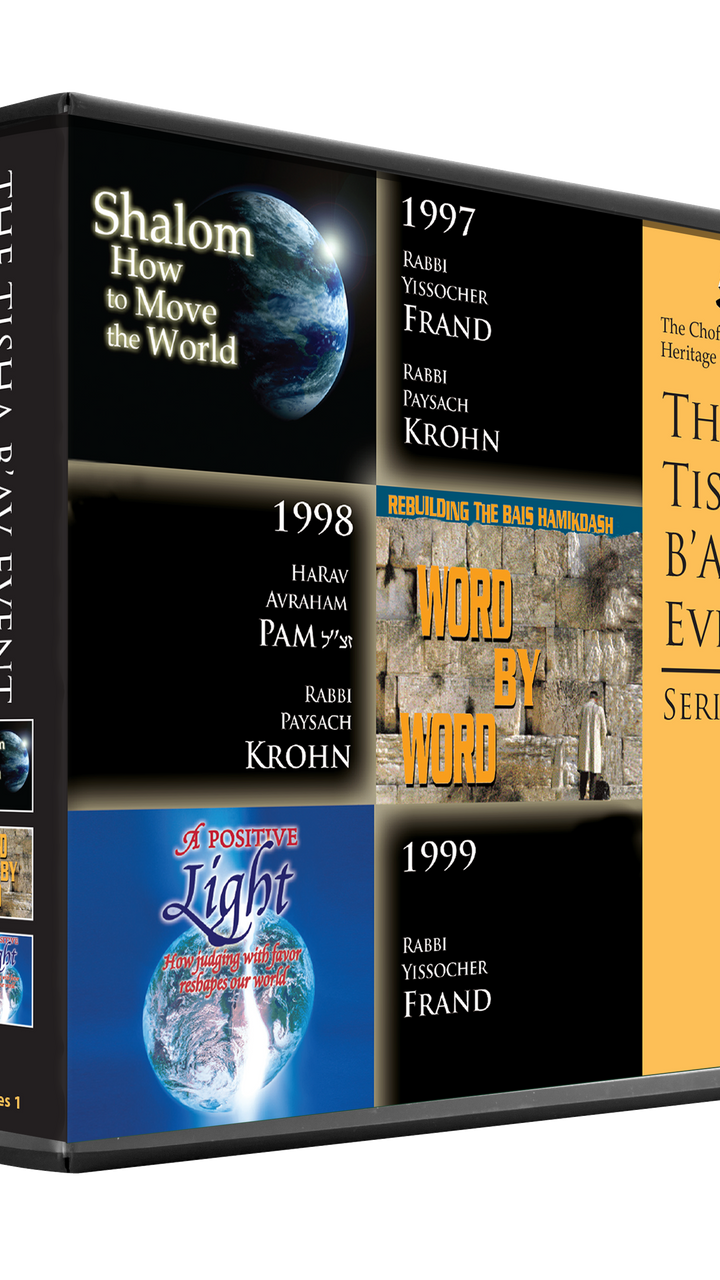 THE TISHA B'AV EVENT
es 1
Shalom
How
to Move
the World
1997
RABBI
YISSOCHER
FRAND
RABBI
PAYSACH
KROHN
1998
HARAV
AVRAHAM
PAM זצ״ל
RABBI
PAYSACH
KROHN
REBUILDING THE BAIS HAMIKDASH
WORD
BY
WORD
A POSITIVE
Light
How judging with favor
reshapes our world
1999
RABBI
YISSOCHER
FRAND
The Chof
Heritage
TH
TIS
B'A
EVE
SERI